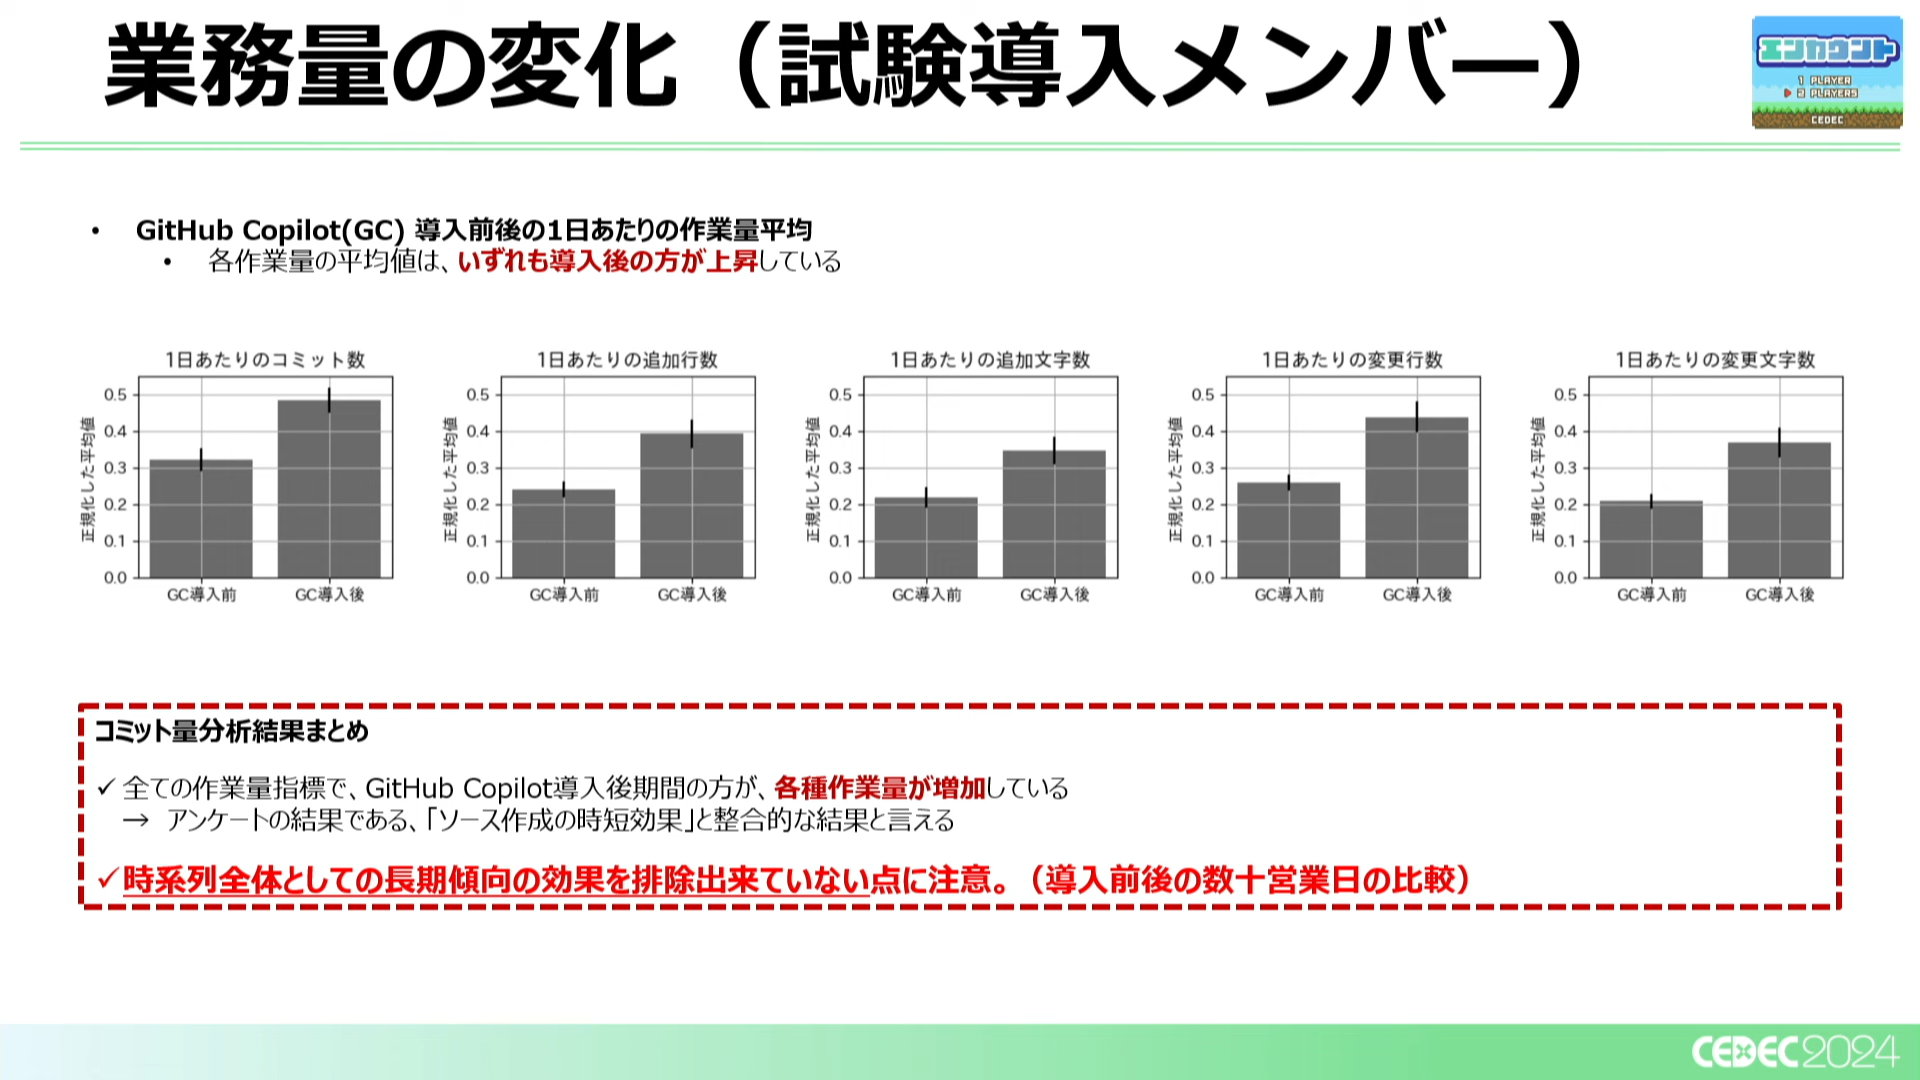 業務量の変化（試験導入メンバー）
エンカウント
1 PLAYER
2 PLAYERS
CEDEC
• GitHub Copilot(GC) 導入前後の1日あたりの作業量平均
• 各作業量の平均値は、いずれも導入後の方が上昇している
1日あたりのコミット数
正規化した平均値
0.5
0.4
0.3
0.2
0.1
0.0
GC導入前 GC導入後
1日あたりの追加行数
正規化した平均値
0.5
0.4
0.3
0.2
0.1
0.0
GC導入前 GC導入後
1日あたりの追加文字数
正規化した平均値
0.5
0.4
0.3
0.2
0.1
0.0
GC導入前 GC導入後
1日あたりの変更行数
正規化した平均値
0.5
0.4
0.3
0.2
0.1
0.0
GC導入前 GC導入後
1日あたりの変更文字数
正規化した平均値
0.5
0.4
0.3
0.2
0.1
0.0
GC導入前 GC導入後
コミット量分析結果まとめ
✓ 全ての作業量指標で、GitHub Copilot導入後期間の方が、各種作業量が増加している
→ アンケートの結果である、「ソース作成の時短効果」と整合的な結果と言える
✓時系列全体としての長期傾向の効果を排除出来ていない点に注意。（導入前後の数十営業日の比較）
CEDEC2024